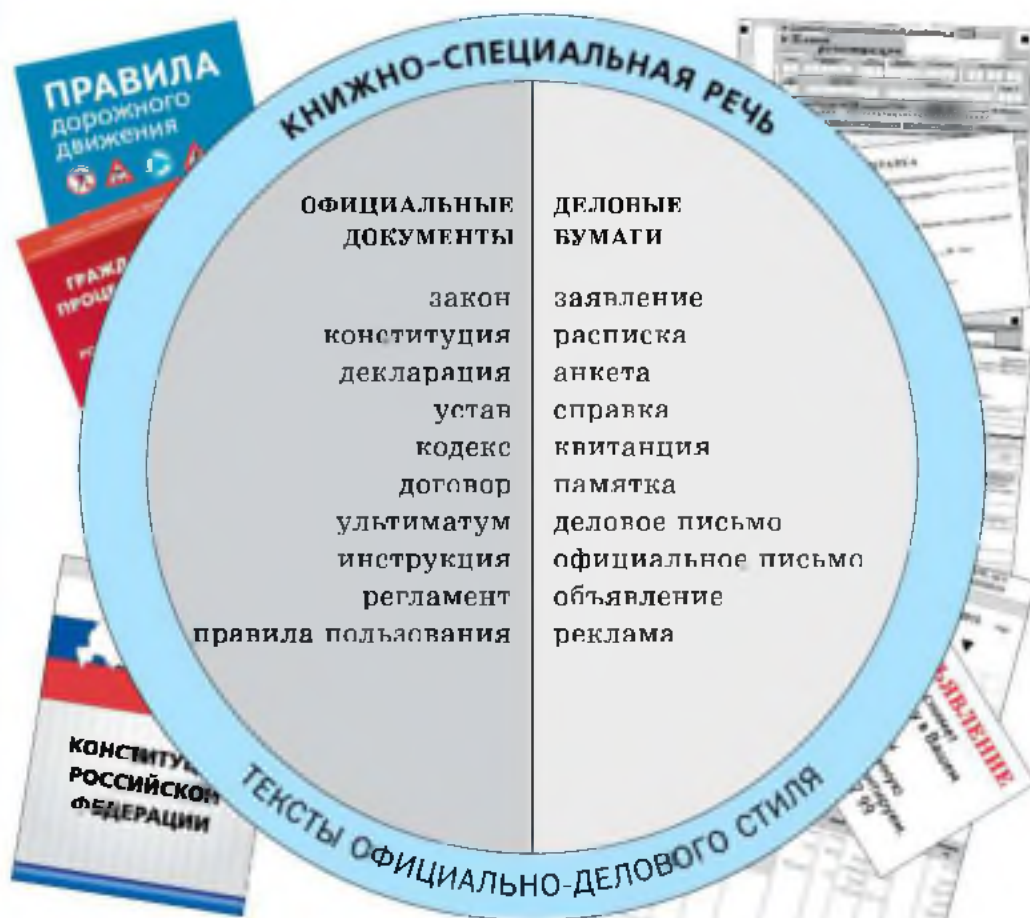 КНИЖНО-СПЕЦИАЛЬНАЯ РЕЧЬ
ПРАВИЛА
дорожного
движения
ОФИЦИАЛЬНЫЕ
ДОКУМЕНТЫ
закон
конституция
декларация
устав
кодекс
договор
ультиматум
инструкция
регламент
правила пользования
ДЕЛОВЫЕ
БУМАГИ
заявление
расписка
анкета
справка
квитанция
памятка
деловое письмо
официальное письмо
объявление
реклама
КОНСТИТУ
РОССИЙСКОЙ
ФЕДЕРАЦИИ
ЪЯВЛЕНИЕ
в Вашем
ТЕКСТЫ ОФИЦИАЛЬНО-ДЕЛОВОГО СТИЛЯ